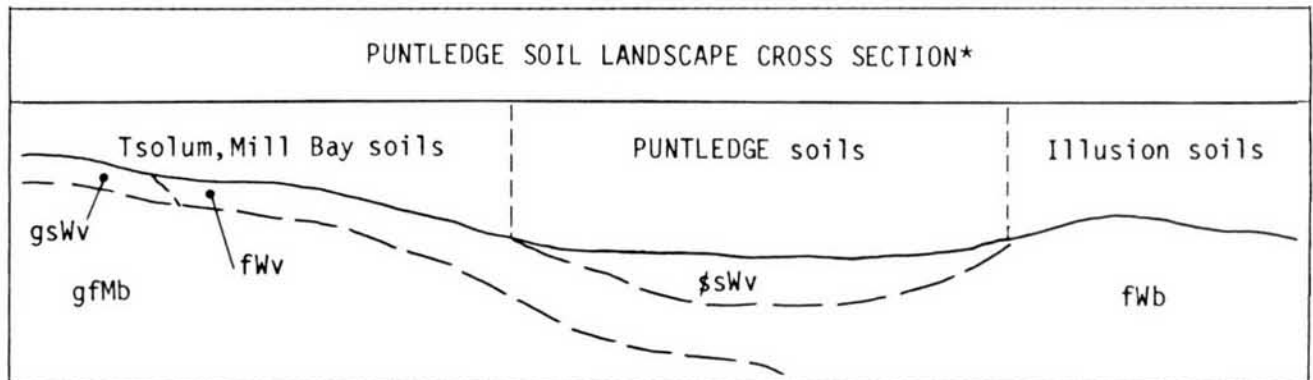 PUNTLEDGE SOIL LANDSCAPE CROSS SECTION*
Tsolum, Mill Bay soils
PUNTLEDGE soils
Illusion soils
gsWv
fWv
gfMb
$sWv
fWb